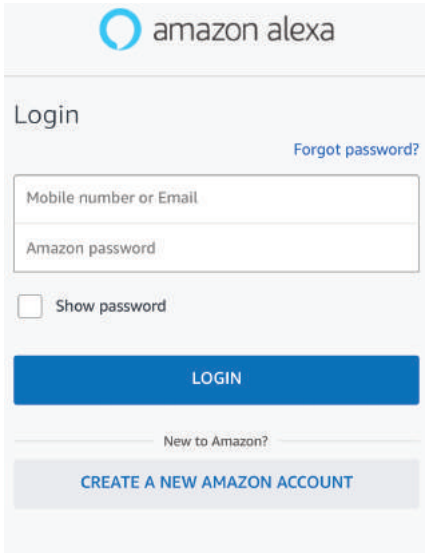 amazon alexa
Login
Forgot password?
Mobile number or Email
Amazon password
Show password
LOGIN
New to Amazon?
CREATE A NEW AMAZON ACCOUNT